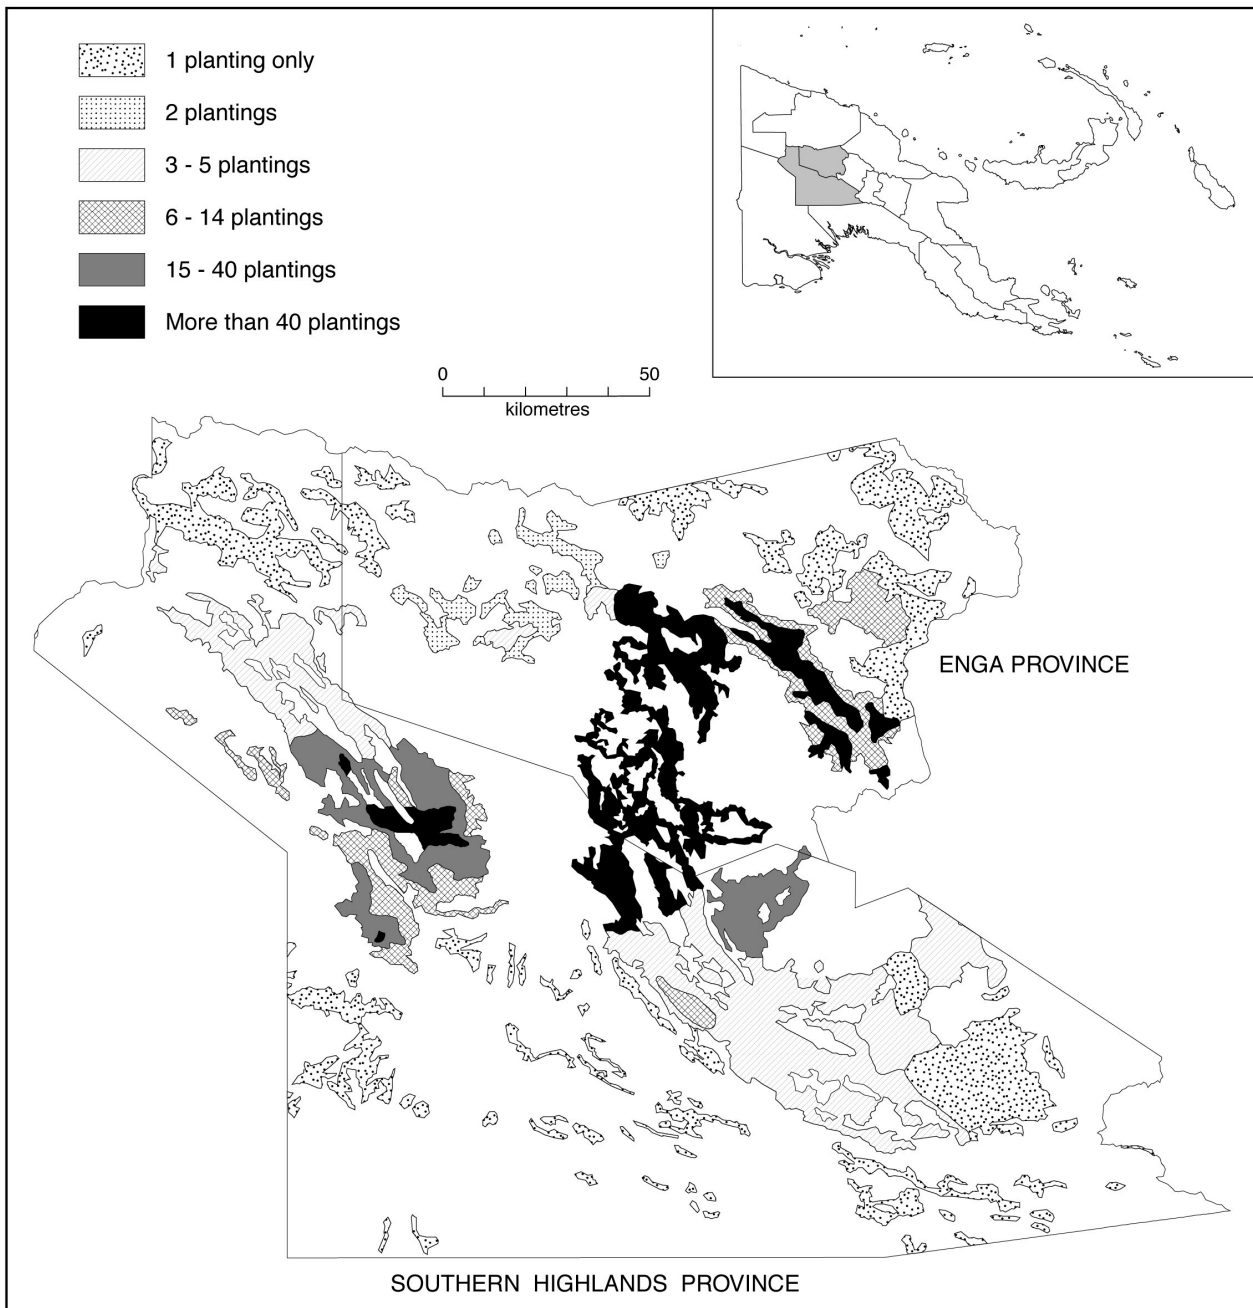 1 planting only
2 plantings
3 - 5 plantings
6 - 14 plantings
15 - 40 plantings
More than 40 plantings
0 50
kilometres
ENGA PROVINCE
SOUTHERN HIGHLANDS PROVINCE